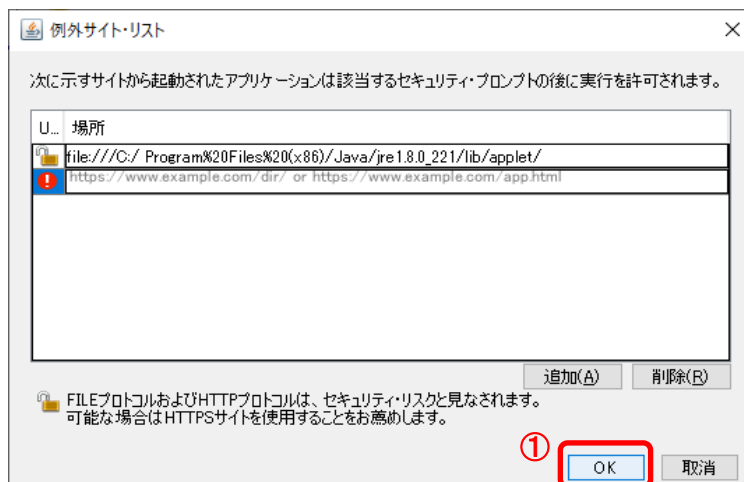 例外サイト・リスト
次に示すサイトから起動されたアプリケーションは該当するセキュリティ・プロンプトの後に実行を許可されます。
U... 場所
file:///C:/ Program%20Files%20(x86)/Java/jre1.8.0_221/lib/applet/
https://www.example.com/dir/ or https://www.example.com/app.html
追加(A) 削除(R)
FILEプロトコルおよびHTTPプロトコルは、セキュリティ・リスクと見なされます。
可能な場合はHTTPSサイトを使用することをお薦めします。
①
OK 取消